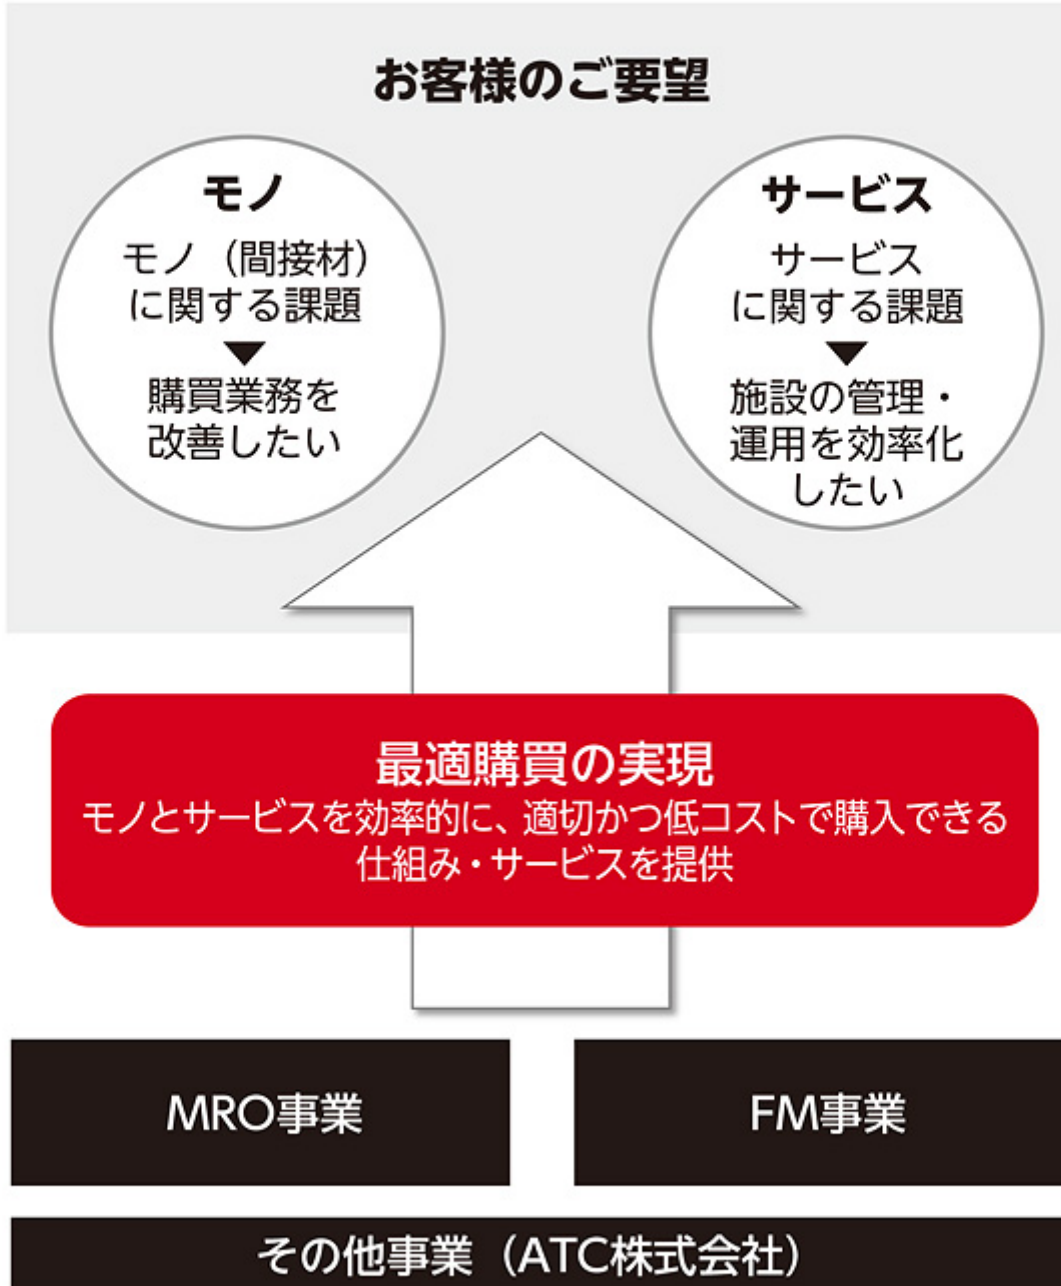 お客様のご要望
モノ
モノ（間接材）
に関する課題
▼
購買業務を
改善したい
サービス
サービス
に関する課題
▼
施設の管理・
運用を効率化
したい
最適購買の実現
モノとサービスを効率的に、適切かつ低コストで購入できる
仕組み・サービスを提供
MRO事業
FM事業
その他事業（ATC株式会社）